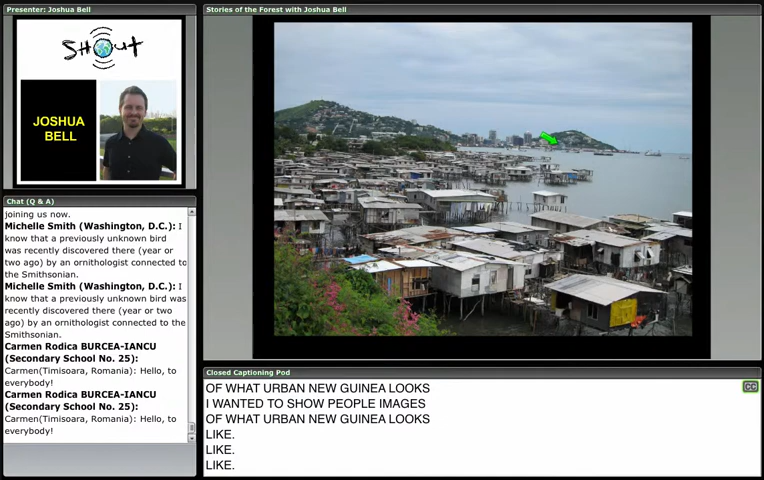 Presenter: Joshua Bell
SHOUT
JOSHUA
BELL
Chat (Q & A)
joining us now.
Michelle Smith (Washington, D.C.): I
know that a previously unknown bird
was recently discovered there (year or
two ago) by an ornithologist connected to
the Smithsonian.
Michelle Smith (Washington, D.C.): I
know that a previously unknown bird was
recently discovered there (year or two
ago) by an ornithologist connected to the
Smithsonian.
Carmen Rodica BURCEA-IANCU
(Secondary School No. 25):
Carmen(Timisoara, Romania): Hello, to
everybody!
Carmen Rodica BURCEA-IANCU
(Secondary School No. 25):
Carmen(Timisoara, Romania): Hello, to
everybody!
Stories of the Forest with Joshua Bell
Closed Captioning Pod
CC
OF WHAT URBAN NEW GUINEA LOOKS
I WANTED TO SHOW PEOPLE IMAGES
OF WHAT URBAN NEW GUINEA LOOKS
LIKE.
LIKE.
LIKE.